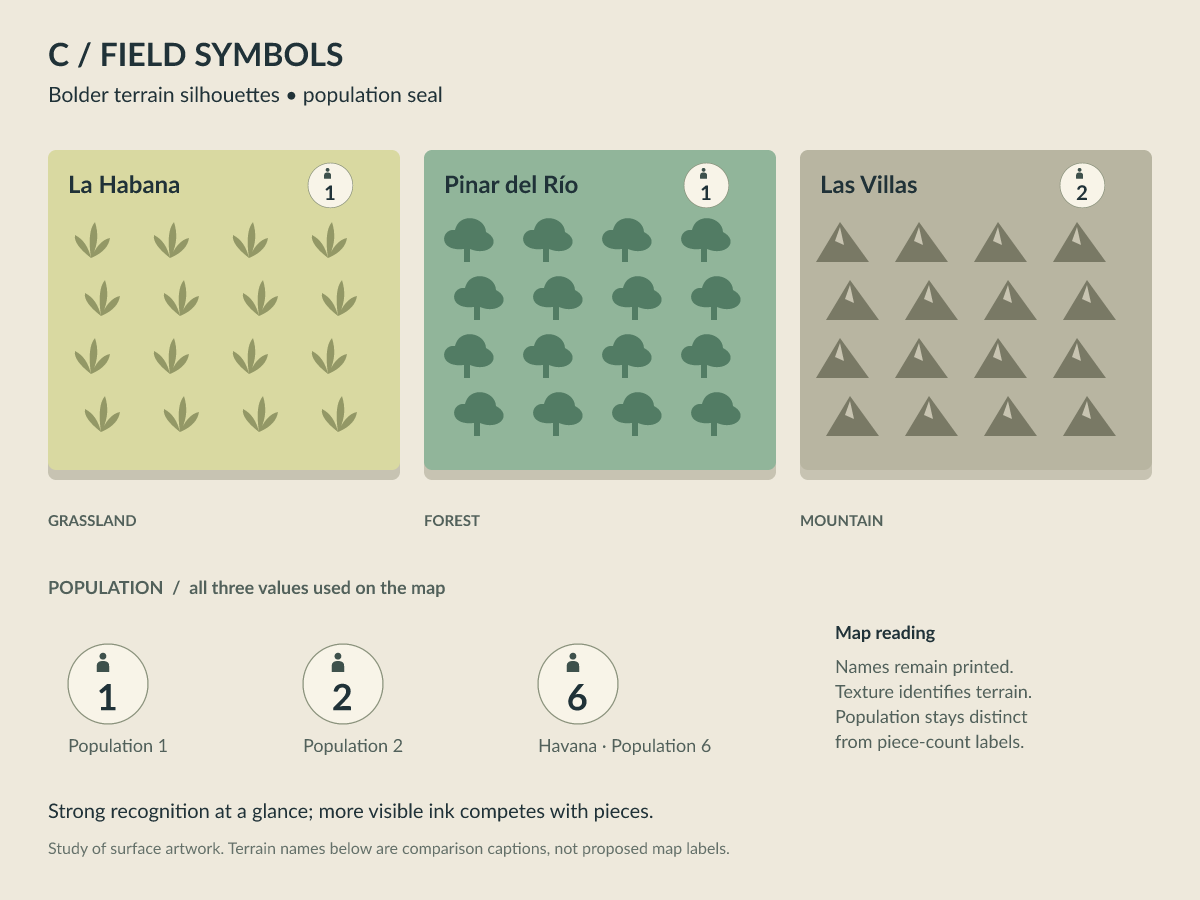 C / FIELD SYMBOLS
Bolder terrain silhouettes • population seal
La Habana
1
Pinar del Río
1
Las Villas
2
GRASSLAND
FOREST
MOUNTAIN
POPULATION / all three values used on the map
1
Population 1
2
Population 2
6
Havana · Population 6
Map reading
Names remain printed.
Texture identifies terrain.
Population stays distinct
from piece-count labels.
Strong recognition at a glance; more visible ink competes with pieces.
Study of surface artwork. Terrain names below are comparison captions, not proposed map labels.